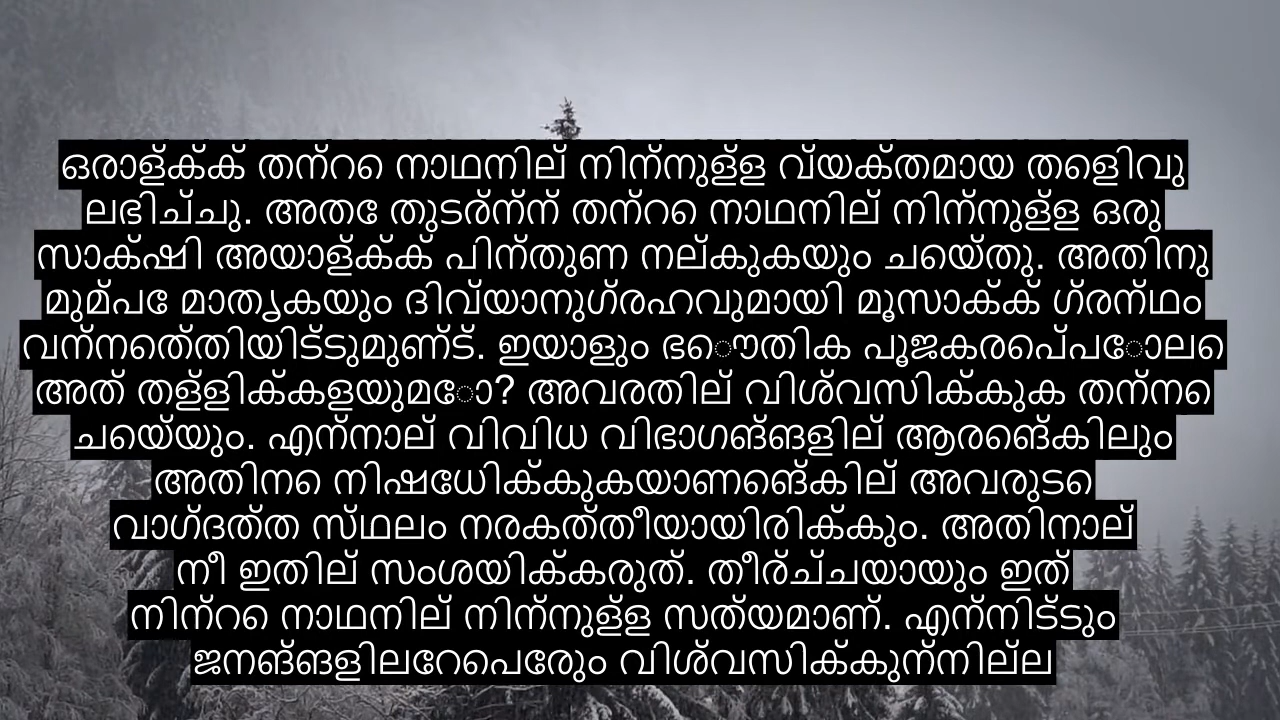 ഒരാള്ക്ക് തന്റെ നാഥനില് നിന്നുള്ള വ്യക്തമായ തെളിവു
ലഭിച്ചു. അതേ തുടര്ന്ന് തന്റെ നാഥനില് നിന്നുള്ള ഒരു
സാക്ഷി അയാള്ക്ക് പിന്തുണ നല്കുകയും ചെയ്തു. അതിനു
മുമ്പേ മാതൃകയും ദിവ്യാനുഗ്രഹവുമായി മൂസാക്ക് ഗ്രന്ഥം
വന്നെത്തിയിട്ടുമുണ്ട്. ഇയാളും ഭൌതിക പൂജകരെപ്പോലെ
അത് തള്ളിക്കളയുമോ? അവരതില് വിശ്വസിക്കുക തന്നെ
ചെയ്യും. എന്നാല് വിവിധ വിഭാഗങ്ങളില് ആരെങ്കിലും
അതിനെ നിഷേധിക്കുകയാണെങ്കില് അവരുടെ
വാഗ്ദത്ത സ്ഥലം നരകത്തീയായിരിക്കും. അതിനാല്
നീ ഇതില് സംശയിക്കരുത്. തീര്ച്ചയായും ഇത്
നിന്റെ നാഥനില് നിന്നുള്ള സത്യമാണ്. എന്നിട്ടും
ജനങ്ങളിലേറെപേരും വിശ്വസിക്കുന്നില്ല